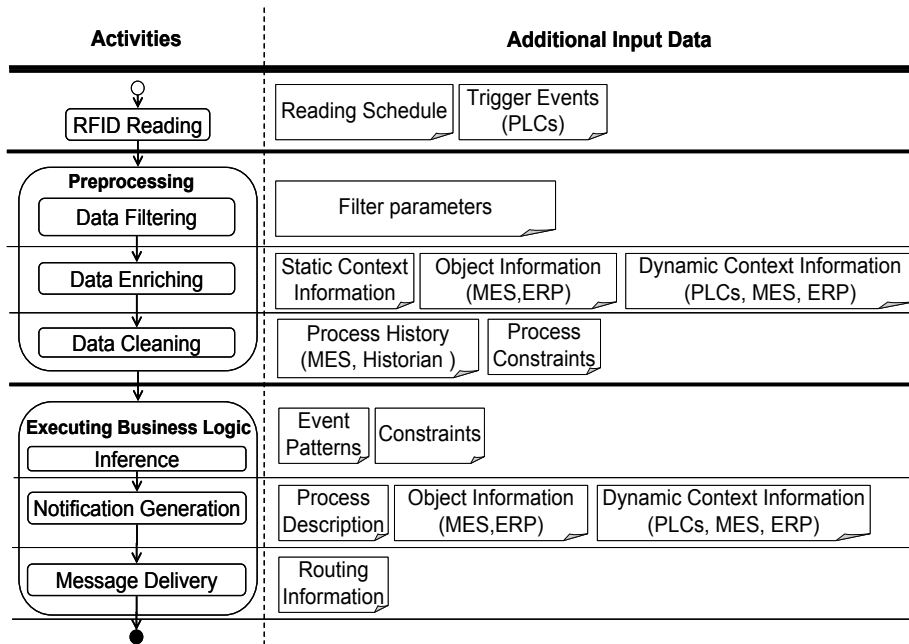 Activities
Additional Input Data
RFID Reading
Reading Schedule
Trigger Events
(PLCs)
Preprocessing
Data Filtering
Filter parameters
Data Enriching
Static Context
Information
Object Information
(MES,ERP)
Dynamic Context Information
(PLCs, MES, ERP)
Data Cleaning
Process History
(MES, Historian )
Process
Constraints
Executing Business Logic
Inference
Event
Patterns
Constraints
Notification Generation
Process
Description
Object Information
(MES,ERP)
Dynamic Context Information
(PLCs, MES, ERP)
Message Delivery
Routing
Information